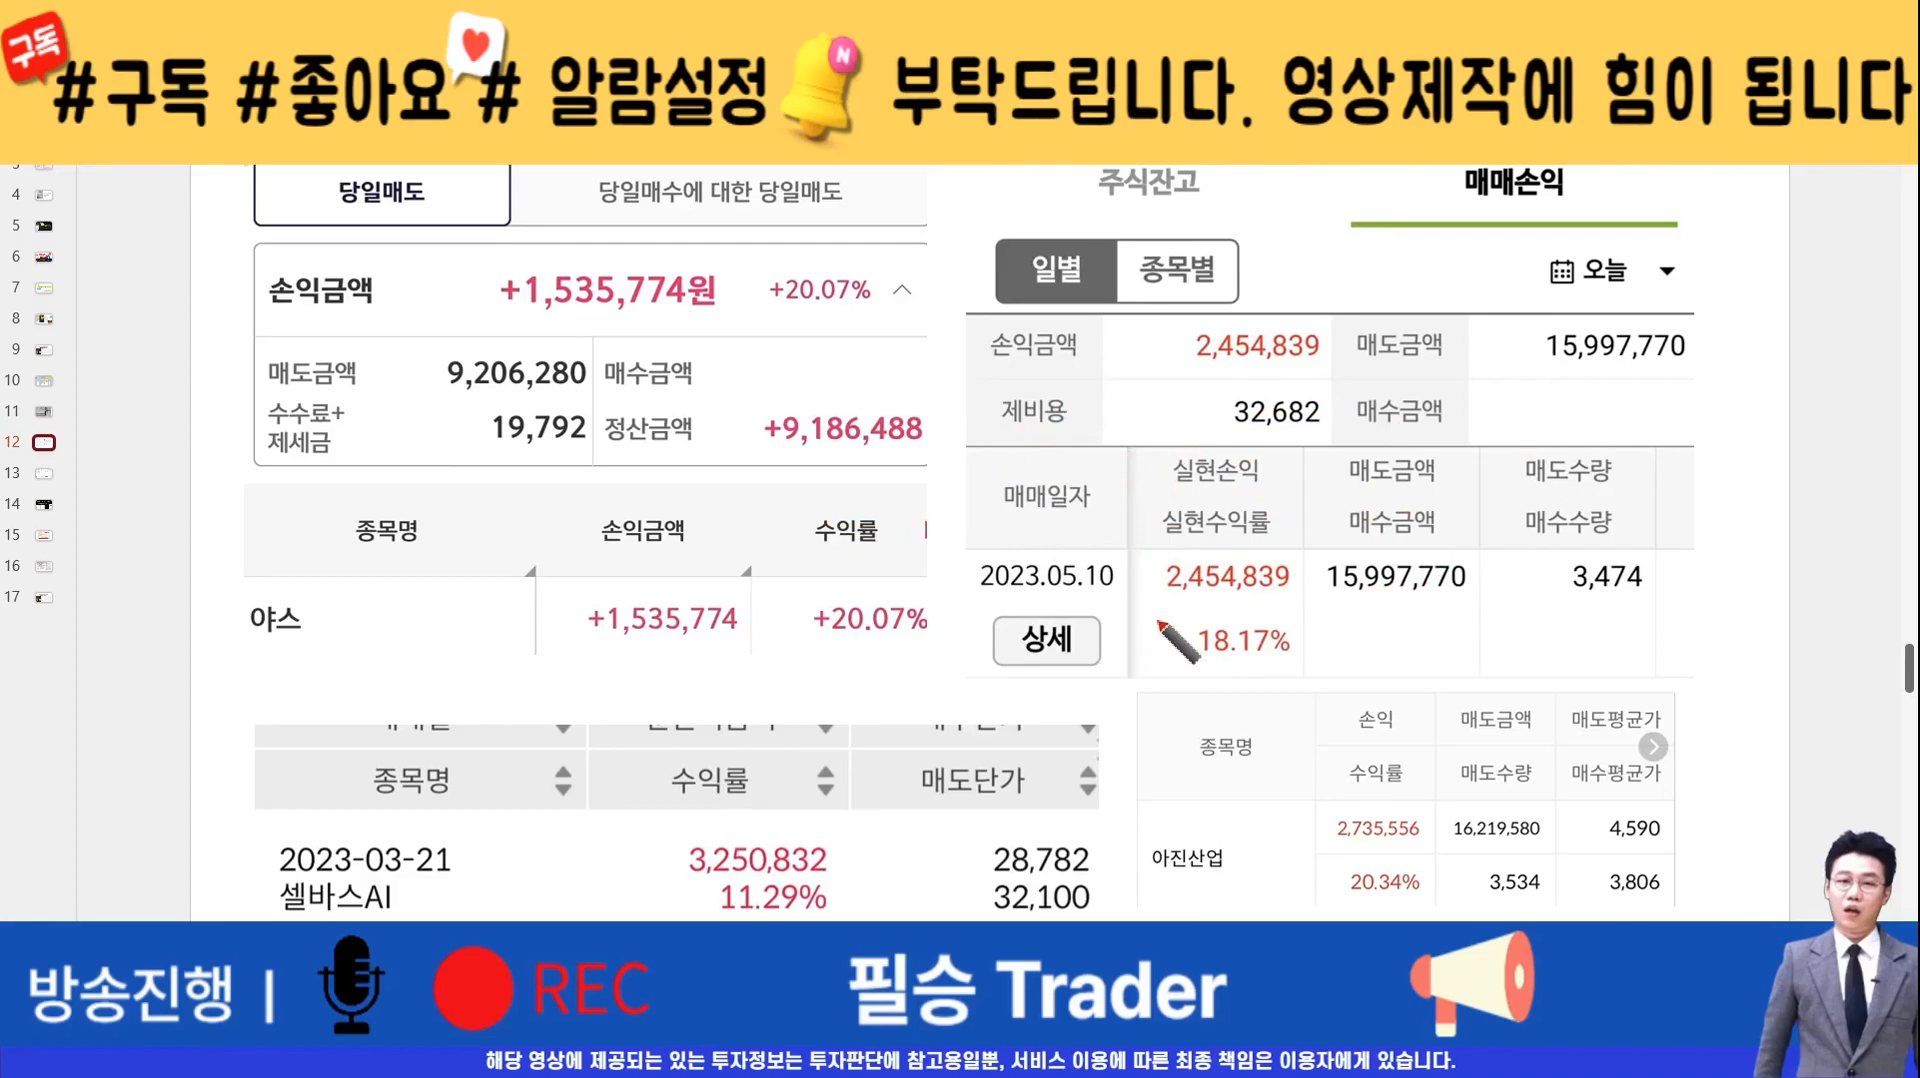 구독
#구독 #좋아요 # 알람설정 N 부탁드립니다. 영상제작에 힘이 됩니다
4
5
6
7
8
9
10
11
12
13
14
15
16
17
당일매도 당일매수에 대한 당일매도
손익금액 +1,535,774원 +20.07%
매도금액 9,206,280 매수금액
수수료+
제세금 19,792 정산금액 +9,186,488
종목명 손익금액 수익률
야스 +1,535,774 +20.07%
주식잔고 매매손익
일별 종목별 오늘
손익금액 2,454,839 매도금액 15,997,770
제비용 32,682 매수금액
매매일자 실현손익 매도금액 매도수량
실현수익률 매수금액 매수수량
2023.05.10 2,454,839 15,997,770 3,474
상세 18.17%
종목명 수익률 매도단가
2023-03-21 3,250,832 28,782
셀바스AI 11.29% 32,100
종목명 손익 매도금액 매도평균가
수익률 매도수량 매수평균가
아진산업 2,735,556 16,219,580 4,590
20.34% 3,534 3,806
방송진행 | REC 필승 Trader
해당 영상에 제공되는 있는 투자정보는 투자판단에 참고용일뿐, 서비스 이용에 따른 최종 책임은 이용자에게 있습니다.